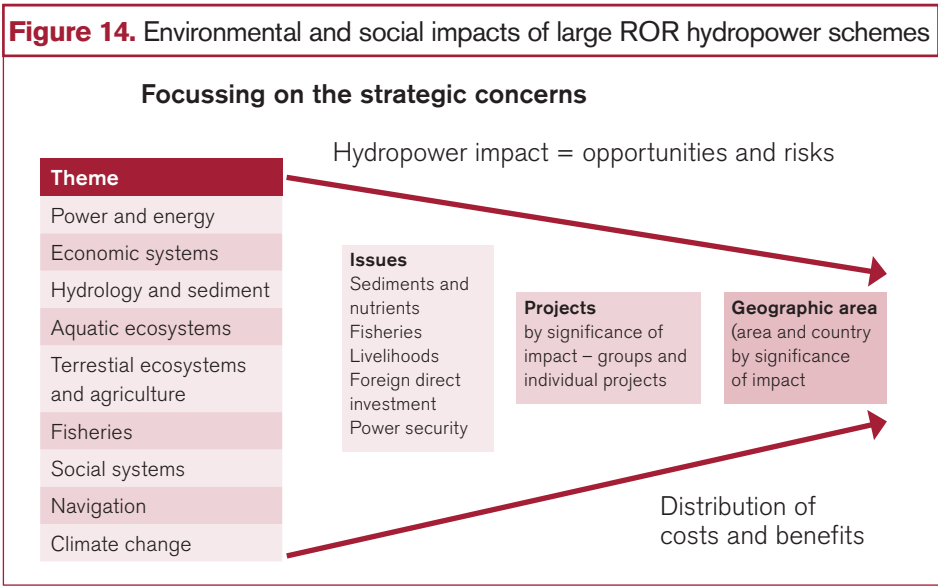 Figure 14. Environmental and social impacts of large ROR hydropower schemes
Focussing on the strategic concerns
Hydropower impact = opportunities and risks
Theme
Power and energy
Economic systems
Hydrology and sediment
Aquatic ecosystems
Terrestial ecosystems
and agriculture
Fisheries
Social systems
Navigation
Climate change
Issues
Sediments and
nutrients
Fisheries
Livelihoods
Foreign direct
investment
Power security
Projects
by significance of
impact – groups and
individual projects
Geographic area
(area and country
by significance
of impact
Distribution of
costs and benefits